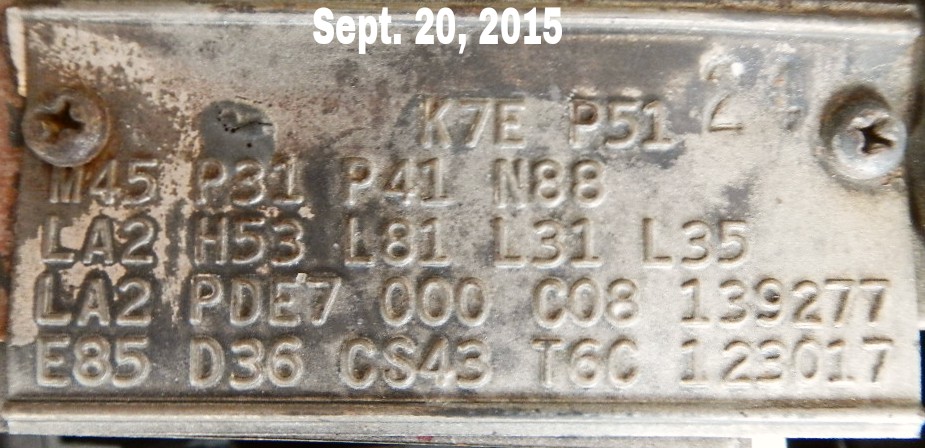 Sept. 20, 2015
K7E P51 2
M45 P31 P41 N88
LA2 H53 L81 L31 L35
LA2 PDE7 000 C08 139277
E85 D36 CS43 T6C 123017